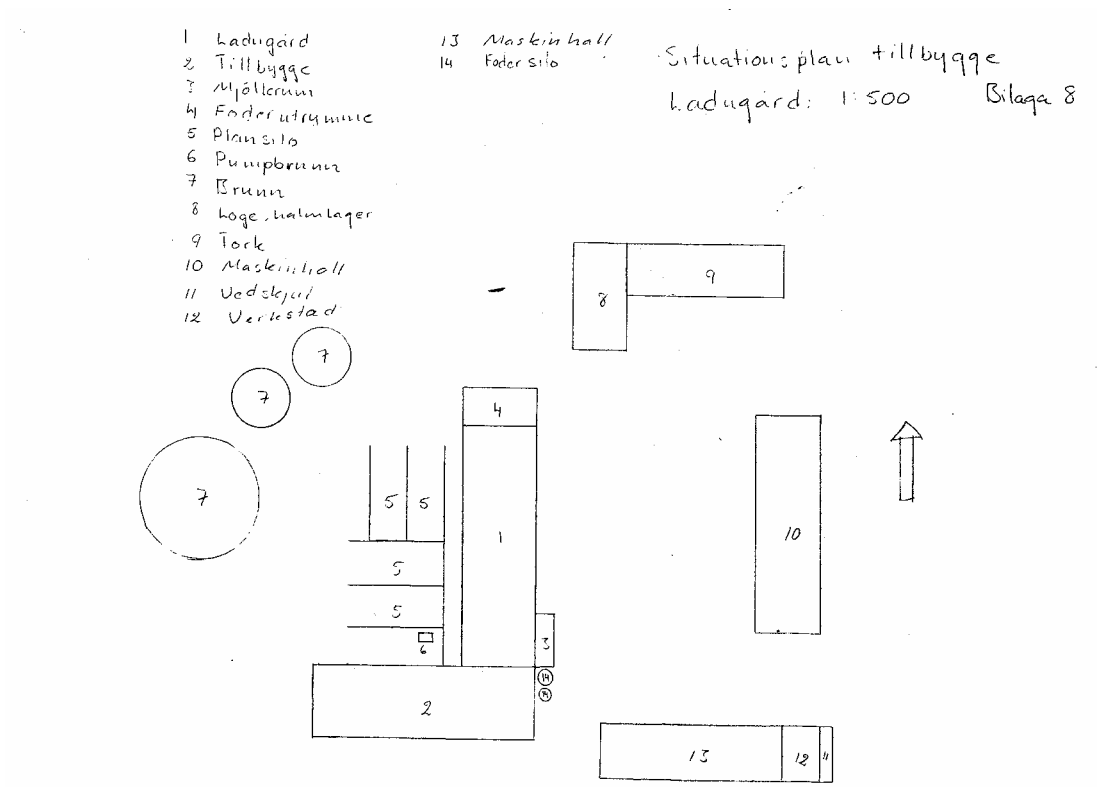 1 Ladugård
2 Tillbygge
3 Mjölkrum
4 Foderutrymme
5 Plansilo
6 Pumpbrunn
7 Brunn
8 Loge, halmlager
9 Tork
10 Maskinhall
11 Vedskjul
12 Verkstad
13 Maskinhall
14 Fodersilo
Situationsplan tillbygge
Ladugård: 1:500 Bilaga 8
8
9
7
7
4
7
5
5
1
10
5
5
3
6
14
14
2
13
12
11